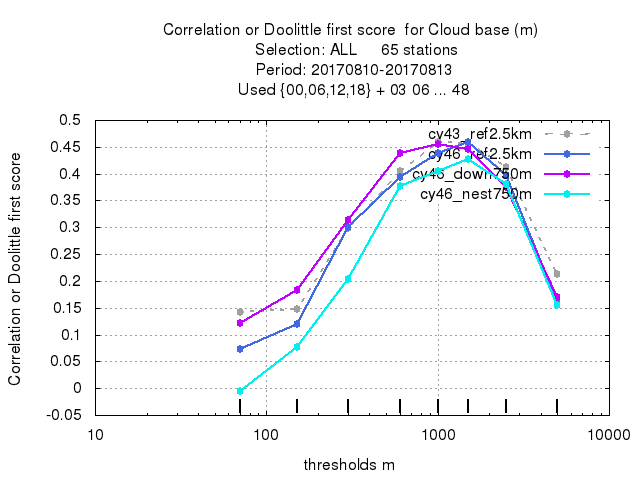 Correlation or Doolittle first score  for Cloud base (m)
Selection: ALL     65 stations
Period: 20170810-20170813
Used {00,06,12,18} + 03 06 ... 48
cy43_ref2.5km
cy46_ref2.5km
cy46_down750m
cy46_nest750m
Correlation or Doolittle first score
0.5
0.45
0.4
0.35
0.3
0.25
0.2
0.15
0.1
0.05
0
-0.05
10
100
1000
10000
thresholds m